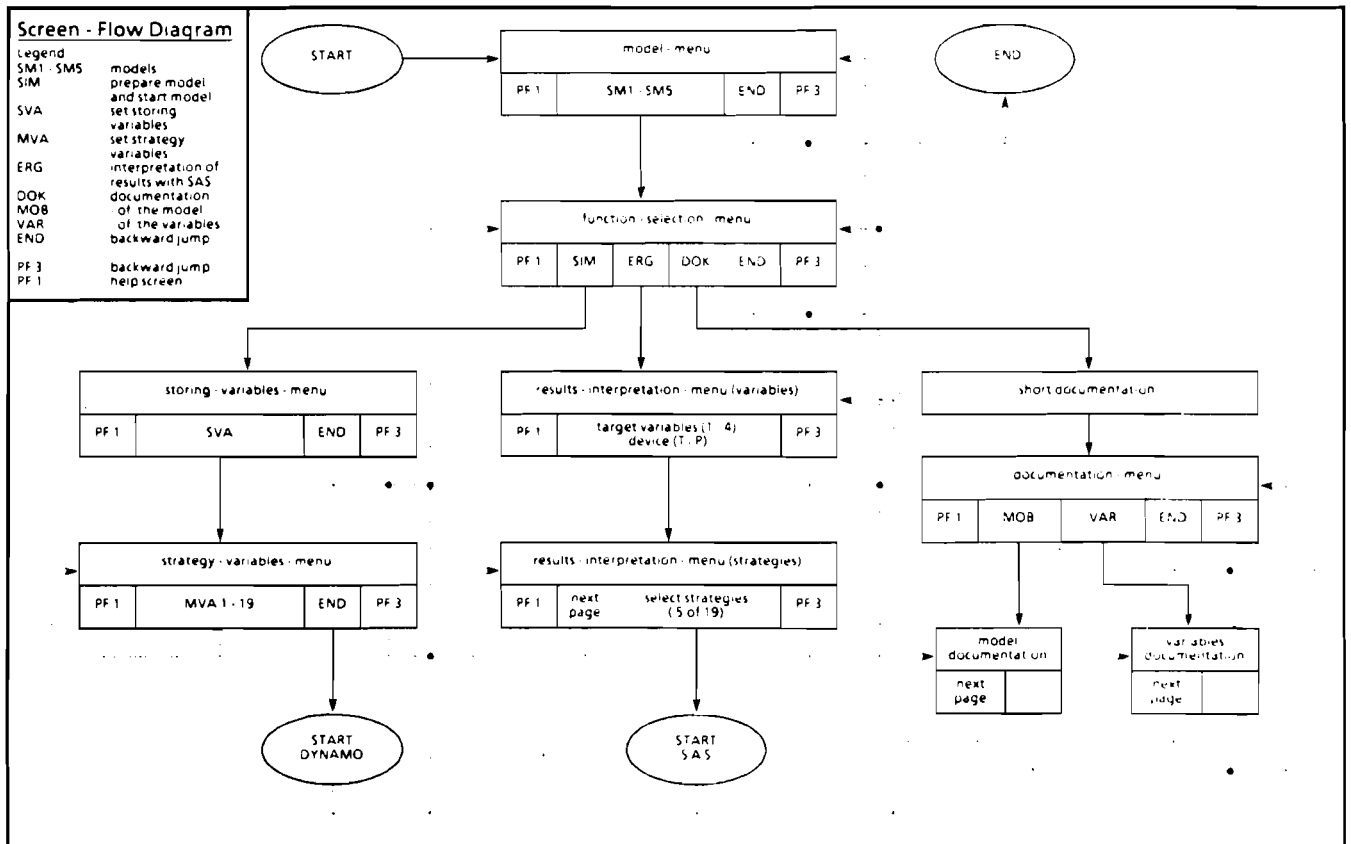 Screen - Flow Diagram
Legend
SM1 - SM5 models
SIM prepare model
and start model
SVA set storing
variables
MVA set strategy
variables
ERG interpretation of
results with SAS
DOK documentation
MOB - of the model
VAR of the variables
END backward jump
PF 3 backward jump
PF 1 help screen
START
model - menu
PF 1 SM1 - SM5 END PF 3
END
function - selection - menu
PF 1 SIM ERG DOK END PF 3
storing - variables - menu
PF 1 SVA END PF 3
results - interpretation - menu (variables)
PF 1 target variables (1 - 4) PF 3
device (T - P)
short documentation
documentation - menu
PF 1 MOB VAR END PF 3
strategy - variables - menu
PF 1 MVA 1 - 19 END PF 3
results - interpretation - menu (strategies)
PF 1 next select strategies PF 3
page (5 of 19)
model
documentation
next
page
variables
documentation
next
page
START
DYNAMO
START
SAS